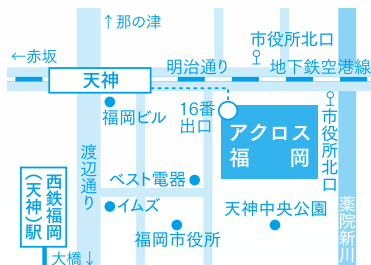 ↑那の津
←赤坂
市役所北口
明治通り
地下鉄空港線
天神
福岡ビル
16番
出口
アクロス
福岡
市役所北口
渡辺通り
ベスト電器
西鉄福岡
（天神）駅
イムズ
天神中央公園
薬院新川
福岡市役所
大橋↓